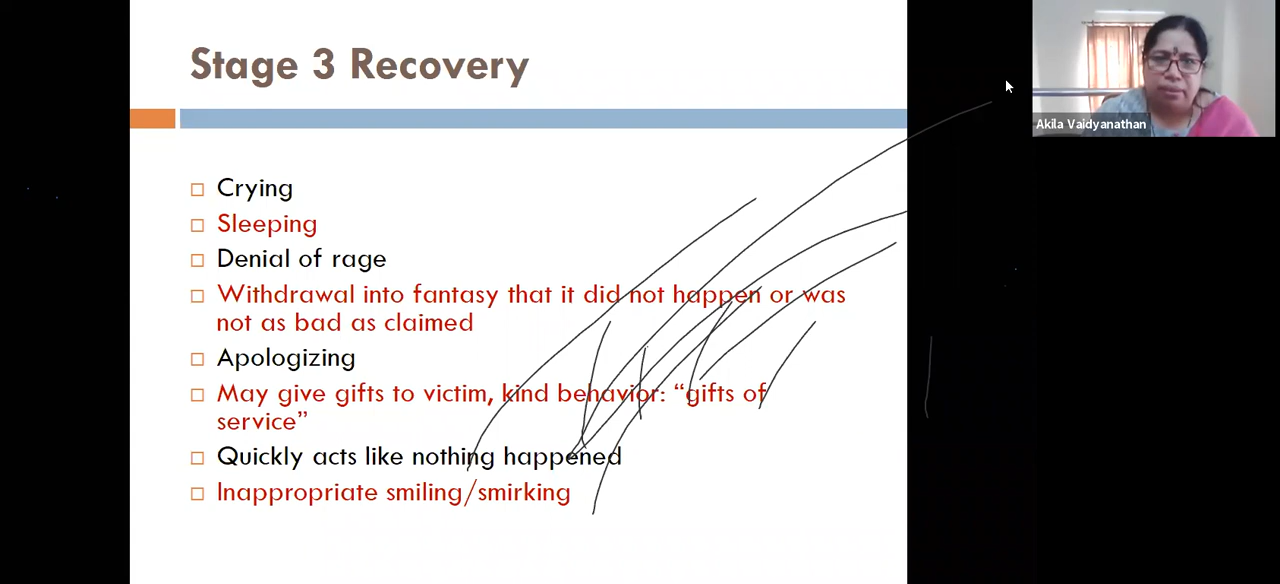 Stage 3 Recovery
Akila Vaidyanathan
Crying
Sleeping
Denial of rage
Withdrawal into fantasy that it did not happen or was
not as bad as claimed
Apologizing
May give gifts to victim, kind behavior: “gifts of
service”
Quickly acts like nothing happened
Inappropriate smiling/smirking